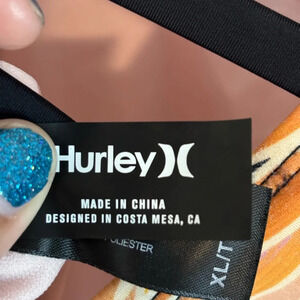 Hurley
MADE IN CHINA
DESIGNED IN COSTA MESA, CA
XL/T